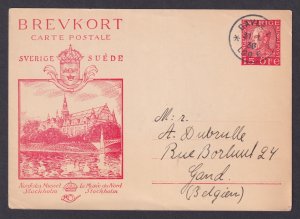 BREVKORT
CARTE POSTALE
SVERIGE SUÈDE
SVERIGE
15 ÖRE
M:r
A. Dubrulle
Rue Borluut 24
Gand
(Belgien)
Nordiska Museet Le Musée du Nord
Stockholm Stockholm